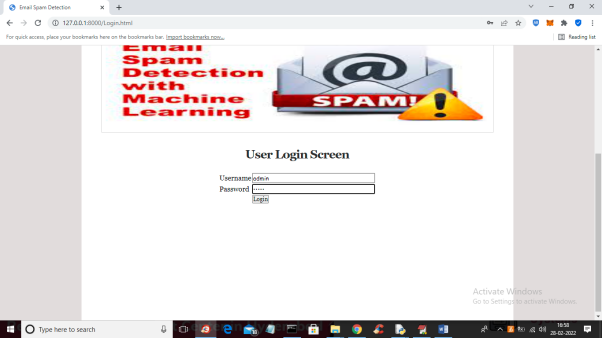 Email Spam Detection
127.0.0.1:8000/Login.html
For quick access, place your bookmarks here on the bookmarks bar. Import bookmarks now...
Reading list
Email
Spam
Detection
with
Machine
Learning
@
SPAM!
User Login Screen
Username admin
Password .....
Login
Activate Windows
Go to Settings to activate Windows.
Type here to search
16:58
28-02-2022